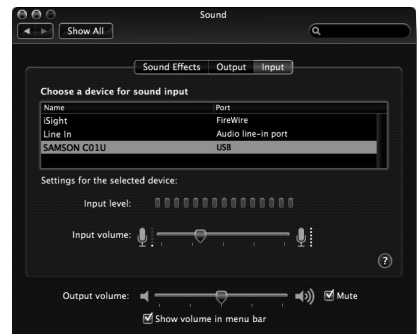 Sound
Show All
Sound Effects Output Input
Choose a device for sound input
Name Port
iSight FireWire
Line In Audio line-in port
SAMSON C01U USB
Settings for the selected device:
Input level:
Input volume:
?
Output volume: Mute
Show volume in menu bar